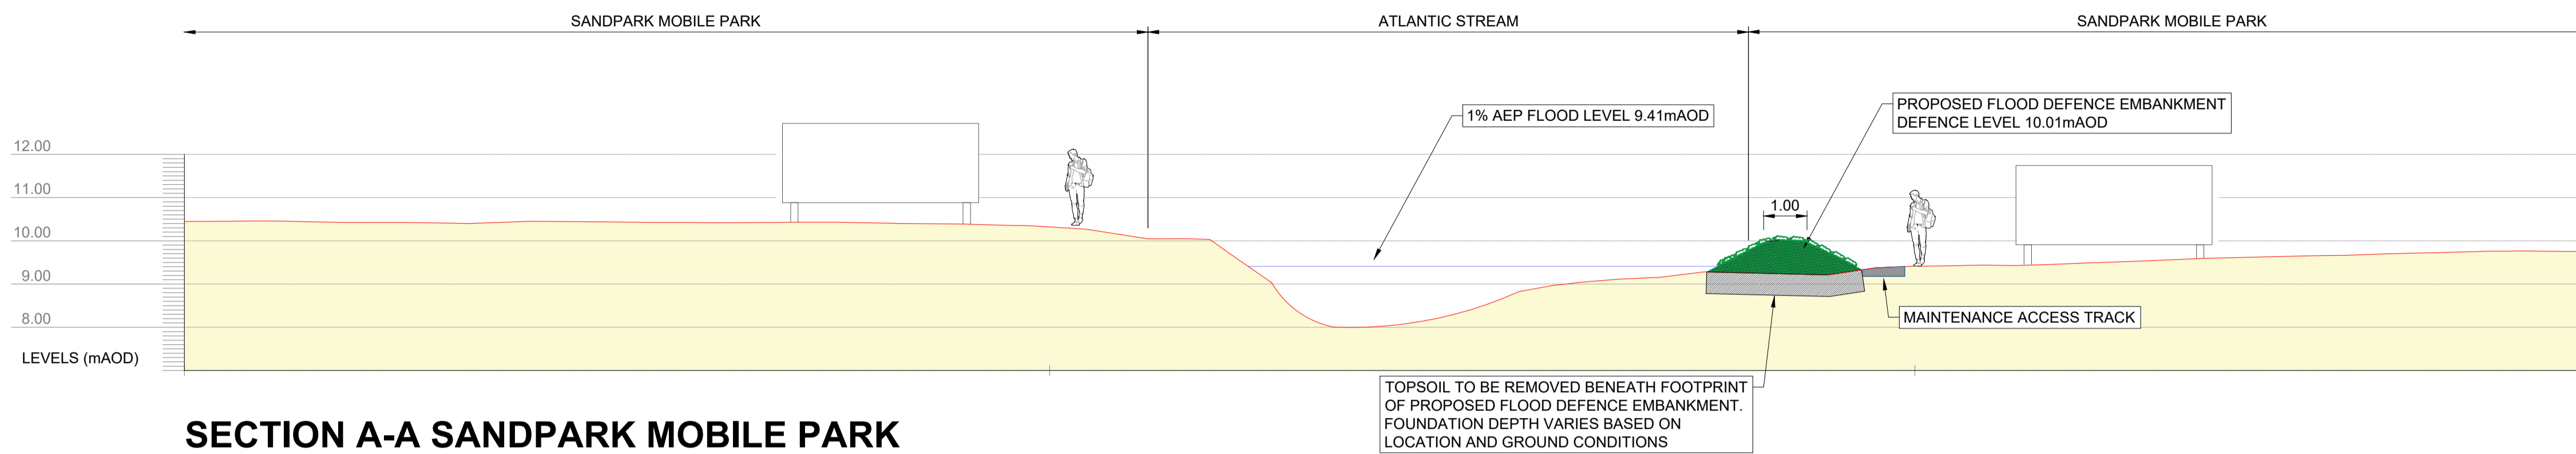 SANDPARK MOBILE PARK
ATLANTIC STREAM
SANDPARK MOBILE PARK
1% AEP FLOOD LEVEL 9.41mAOD
PROPOSED FLOOD DEFENCE EMBANKMENT
DEFENCE LEVEL 10.01mAOD
12.00
11.00
10.00
9.00
8.00
LEVELS (mAOD)
1.00
MAINTENANCE ACCESS TRACK
TOPSOIL TO BE REMOVED BENEATH FOOTPRINT
OF PROPOSED FLOOD DEFENCE EMBANKMENT.
FOUNDATION DEPTH VARIES BASED ON
LOCATION AND GROUND CONDITIONS
SECTION A-A SANDPARK MOBILE PARK